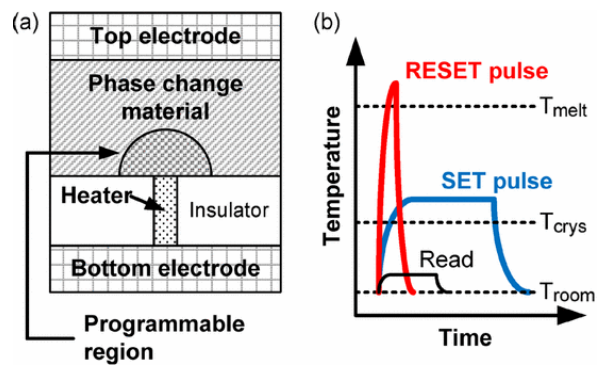 (a)
Top electrode
Phase change
material
Heater
Insulator
Bottom electrode
Programmable
region
(b)
RESET pulse
Tmelt
SET pulse
Tcrys
Read
Troom
Temperature
Time